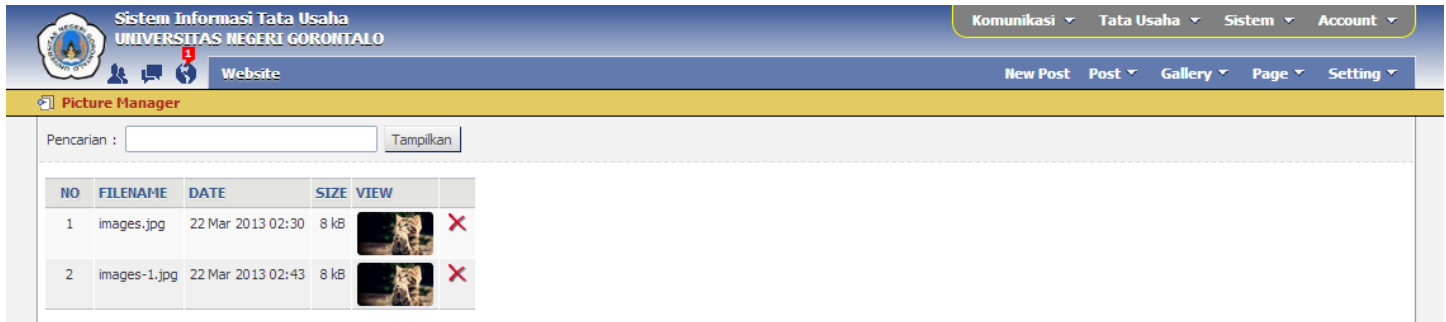 Sistem Informasi Tata Usaha
UNIVERSITAS NEGERI GORONTALO
Komunikasi Tata Usaha Sistem Account
1
Website New Post Post Gallery Page Setting
Picture Manager
Pencarian : Tampilkan
NO FILENAME DATE SIZE VIEW
1 images.jpg 22 Mar 2013 02:30 8 kB
2 images-1.jpg 22 Mar 2013 02:43 8 kB